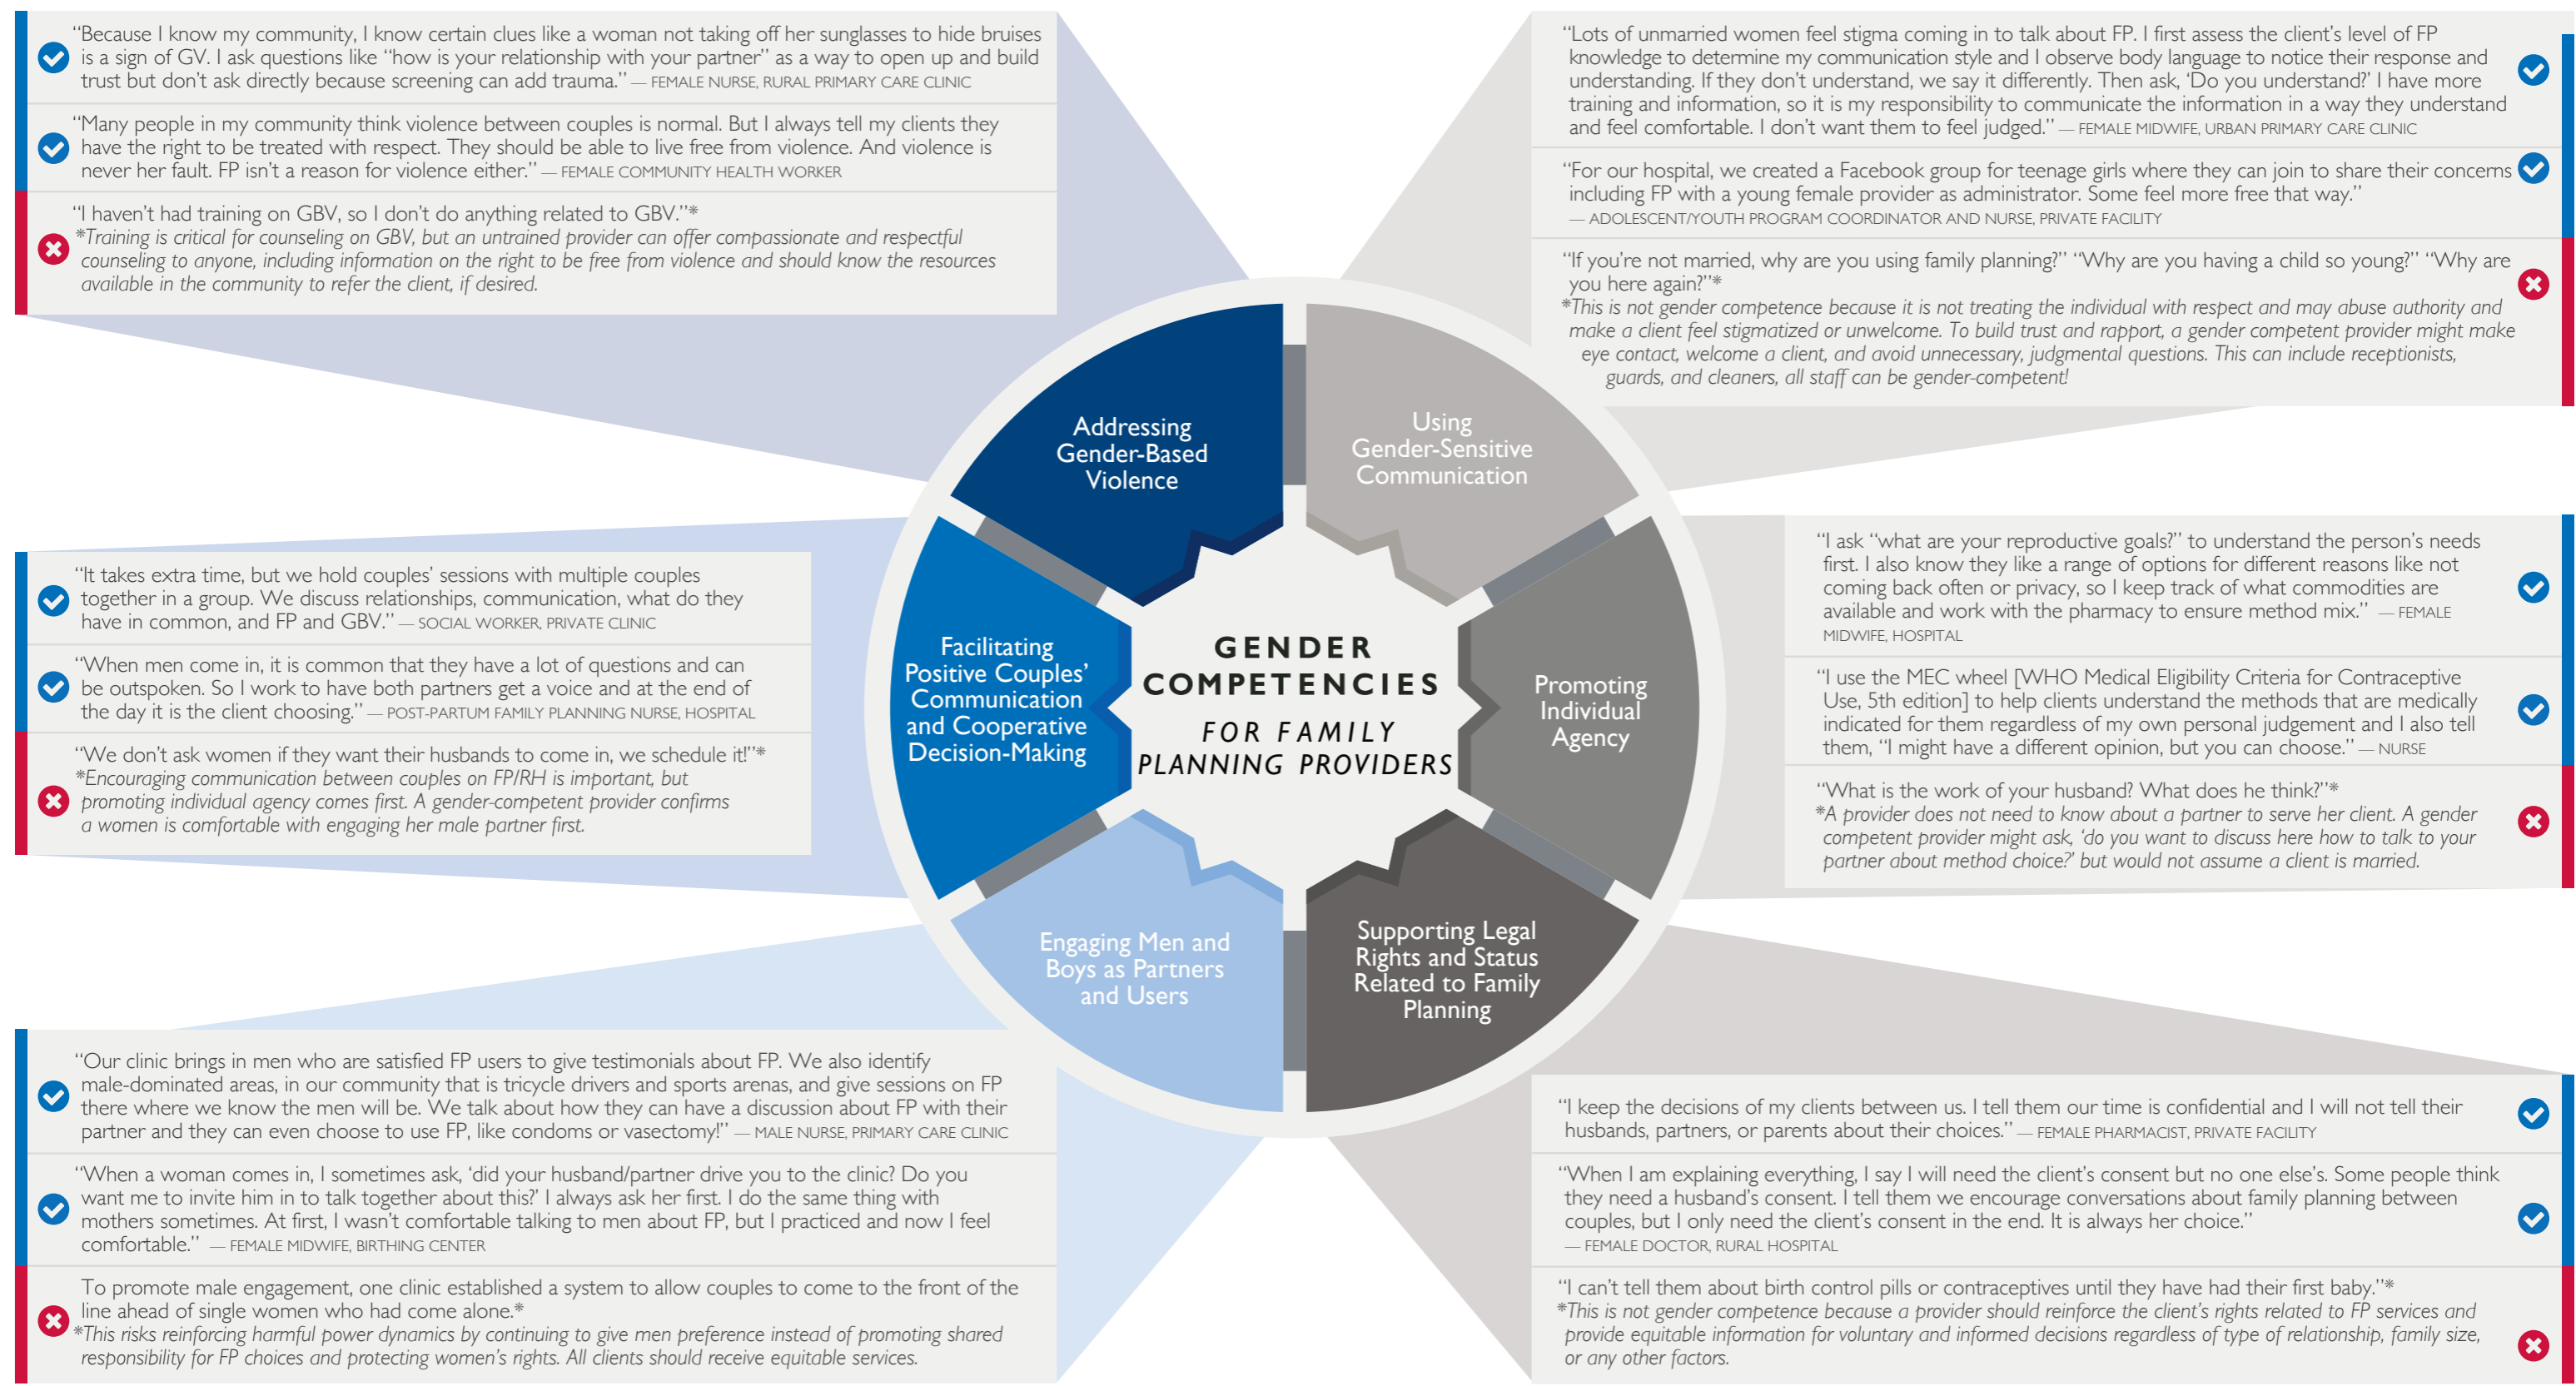 “Because I know my community, I know certain clues like a woman not taking off her sunglasses to hide bruises
is a sign of GV. I ask questions like “how is your relationship with your partner” as a way to open up and build
trust but don’t ask directly because screening can add trauma.” — FEMALE NURSE, RURAL PRIMARY CARE CLINIC
“Many people in my community think violence between couples is normal. But I always tell my clients they
have the right to be treated with respect. They should be able to live free from violence. And violence is
never her fault. FP isn’t a reason for violence either.” — FEMALE COMMUNITY HEALTH WORKER
“I haven’t had training on GBV, so I don’t do anything related to GBV.”*
*Training is critical for counseling on GBV, but an untrained provider can offer compassionate and respectful
counseling to anyone, including information on the right to be free from violence and should know the resources
available in the community to refer the client, if desired.
“Lots of unmarried women feel stigma coming in to talk about FP. I first assess the client’s level of FP
knowledge to determine my communication style and I observe body language to notice their response and
understanding. If they don’t understand, we say it differently. Then ask, ‘Do you understand?’ I have more
training and information, so it is my responsibility to communicate the information in a way they understand
and feel comfortable. I don’t want them to feel judged.” — FEMALE MIDWIFE, URBAN PRIMARY CARE CLINIC
“For our hospital, we created a Facebook group for teenage girls where they can join to share their concerns
including FP with a young female provider as administrator. Some feel more free that way.”
— ADOLESCENT/YOUTH PROGRAM COORDINATOR AND NURSE, PRIVATE FACILITY
“If you’re not married, why are you using family planning?” “Why are you having a child so young?” “Why are
you here again?”*
*This is not gender competence because it is not treating the individual with respect and may abuse authority and
make a client feel stigmatized or unwelcome. To build trust and rapport, a gender competent provider might make
eye contact, welcome a client, and avoid unnecessary, judgmental questions. This can include receptionists,
guards, and cleaners, all staff can be gender-competent!
Addressing
Gender-Based
Violence
Using
Gender-Sensitive
Communication
“It takes extra time, but we hold couples’ sessions with multiple couples
together in a group. We discuss relationships, communication, what do they
have in common, and FP and GBV.” — SOCIAL WORKER, PRIVATE CLINIC
“When men come in, it is common that they have a lot of questions and can
be outspoken. So I work to have both partners get a voice and at the end of
the day it is the client choosing.” — POST-PARTUM FAMILY PLANNING NURSE, HOSPITAL
“We don’t ask women if they want their husbands to come in, we schedule it!”*
*Encouraging communication between couples on FP/RH is important, but
promoting individual agency comes first. A gender-competent provider confirms
a women is comfortable with engaging her male partner first.
Facilitating
Positive Couples’
Communication
and Cooperative
Decision-Making
GENDER
COMPETENCIES
FOR FAMILY
PLANNING PROVIDERS
Promoting
Individual
Agency
“I ask “what are your reproductive goals?” to understand the person’s needs
first. I also know they like a range of options for different reasons like not
coming back often or privacy, so I keep track of what commodities are
available and work with the pharmacy to ensure method mix.” — FEMALE
MIDWIFE, HOSPITAL
“I use the MEC wheel [WHO Medical Eligibility Criteria for Contraceptive
Use, 5th edition] to help clients understand the methods that are medically
indicated for them regardless of my own personal judgement and I also tell
them, “I might have a different opinion, but you can choose.” — NURSE
“What is the work of your husband? What does he think?”*
*A provider does not need to know about a partner to serve her client. A gender
competent provider might ask, ‘do you want to discuss here how to talk to your
partner about method choice?’ but would not assume a client is married.
Engaging Men and
Boys as Partners
and Users
Supporting Legal
Rights and Status
Related to Family
Planning
“Our clinic brings in men who are satisfied FP users to give testimonials about FP. We also identify
male-dominated areas, in our community that is tricycle drivers and sports arenas, and give sessions on FP
there where we know the men will be. We talk about how they can have a discussion about FP with their
partner and they can even choose to use FP, like condoms or vasectomy!” — MALE NURSE, PRIMARY CARE CLINIC
“When a woman comes in, I sometimes ask, ‘did your husband/partner drive you to the clinic? Do you
want me to invite him in to talk together about this?’ I always ask her first. I do the same thing with
mothers sometimes. At first, I wasn’t comfortable talking to men about FP, but I practiced and now I feel
comfortable.” — FEMALE MIDWIFE, BIRTHING CENTER
To promote male engagement, one clinic established a system to allow couples to come to the front of the
line ahead of single women who had come alone.*
*This risks reinforcing harmful power dynamics by continuing to give men preference instead of promoting shared
responsibility for FP choices and protecting women’s rights. All clients should receive equitable services.
“I keep the decisions of my clients between us. I tell them our time is confidential and I will not tell their
husbands, partners, or parents about their choices.” — FEMALE PHARMACIST, PRIVATE FACILITY
“When I am explaining everything, I say I will need the client’s consent but no one else’s. Some people think
they need a husband’s consent. I tell them we encourage conversations about family planning between
couples, but I only need the client’s consent in the end. It is always her choice.”
— FEMALE DOCTOR, RURAL HOSPITAL
“I can’t tell them about birth control pills or contraceptives until they have had their first baby.”*
*This is not gender competence because a provider should reinforce the client’s rights related to FP services and
provide equitable information for voluntary and informed decisions regardless of type of relationship, family size,
or any other factors.